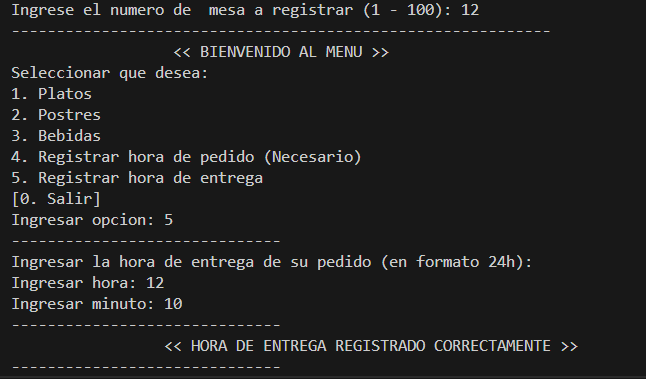 Ingrese el numero de  mesa a registrar (1 - 100): 12
------------------------------------------------------------
<< BIENVENIDO AL MENU >>
Seleccionar que desea:
1. Platos
2. Postres
3. Bebidas
4. Registrar hora de pedido (Necesario)
5. Registrar hora de entrega
[0. Salir]
Ingresar opcion: 5
------------------------------
Ingresar la hora de entrega de su pedido (en formato 24h):
Ingresar hora: 12
Ingresar minuto: 10
------------------------------
<< HORA DE ENTREGA REGISTRADO CORRECTAMENTE >>
------------------------------